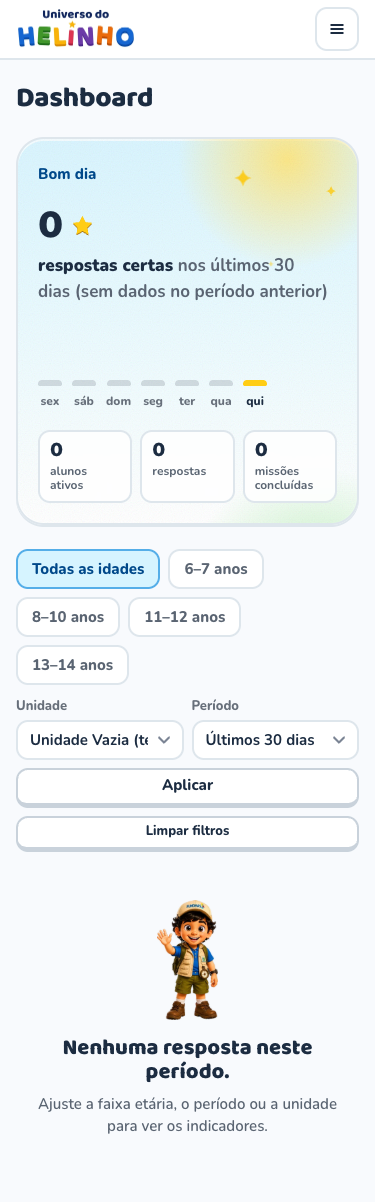 Universo do
HELINHO
Dashboard
Bom dia
0
respostas certas nos últimos 30
dias (sem dados no período anterior)
sex sáb dom seg ter qua qui
0 0 0
alunos ativos respostas missões concluídas
Todas as idades 6–7 anos
8–10 anos 11–12 anos
13–14 anos
Unidade Período
Unidade Vazia (te Últimos 30 dias
Aplicar
Limpar filtros
Nenhuma resposta neste
período.
Ajuste a faixa etária, o período ou a unidade
para ver os indicadores.